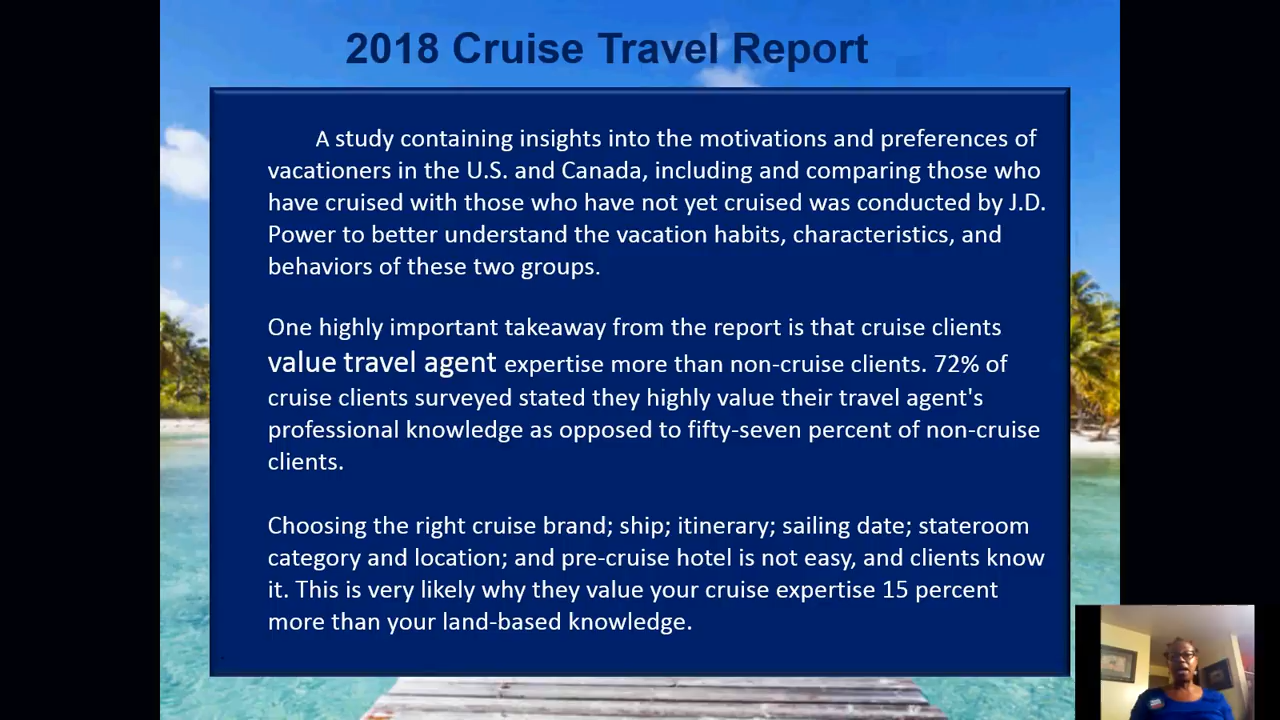 2018 Cruise Travel Report
A study containing insights into the motivations and preferences of
vacationers in the U.S. and Canada, including and comparing those who
have cruised with those who have not yet cruised was conducted by J.D.
Power to better understand the vacation habits, characteristics, and
behaviors of these two groups.
One highly important takeaway from the report is that cruise clients
value travel agent expertise more than non-cruise clients. 72% of
cruise clients surveyed stated they highly value their travel agent's
professional knowledge as opposed to fifty-seven percent of non-cruise
clients.
Choosing the right cruise brand; ship; itinerary; sailing date; stateroom
category and location; and pre-cruise hotel is not easy, and clients know
it. This is very likely why they value your cruise expertise 15 percent
more than your land-based knowledge.